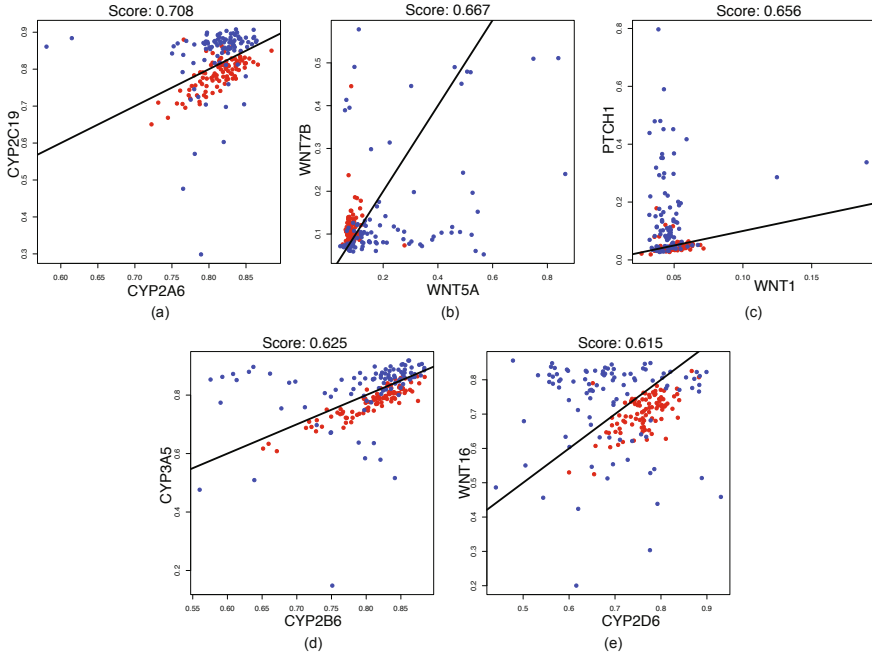 Score: 0.708
CYP2C19
0.3 0.4 0.5 0.6 0.7 0.8 0.9
0.60 0.65 0.70 0.75 0.80 0.85
CYP2A6
(a)
Score: 0.667
WNT7B
0.1 0.2 0.3 0.4 0.5
0.2 0.4 0.6 0.8
WNT5A
(b)
Score: 0.656
PTCH1
0.0 0.2 0.4 0.6 0.8
0.05 0.10 0.15
WNT1
(c)
Score: 0.625
CYP3A5
0.2 0.4 0.6 0.8
0.55 0.60 0.65 0.70 0.75 0.80 0.85
CYP2B6
(d)
Score: 0.615
WNT16
0.2 0.3 0.4 0.5 0.6 0.7 0.8
0.5 0.6 0.7 0.8 0.9
CYP2D6
(e)